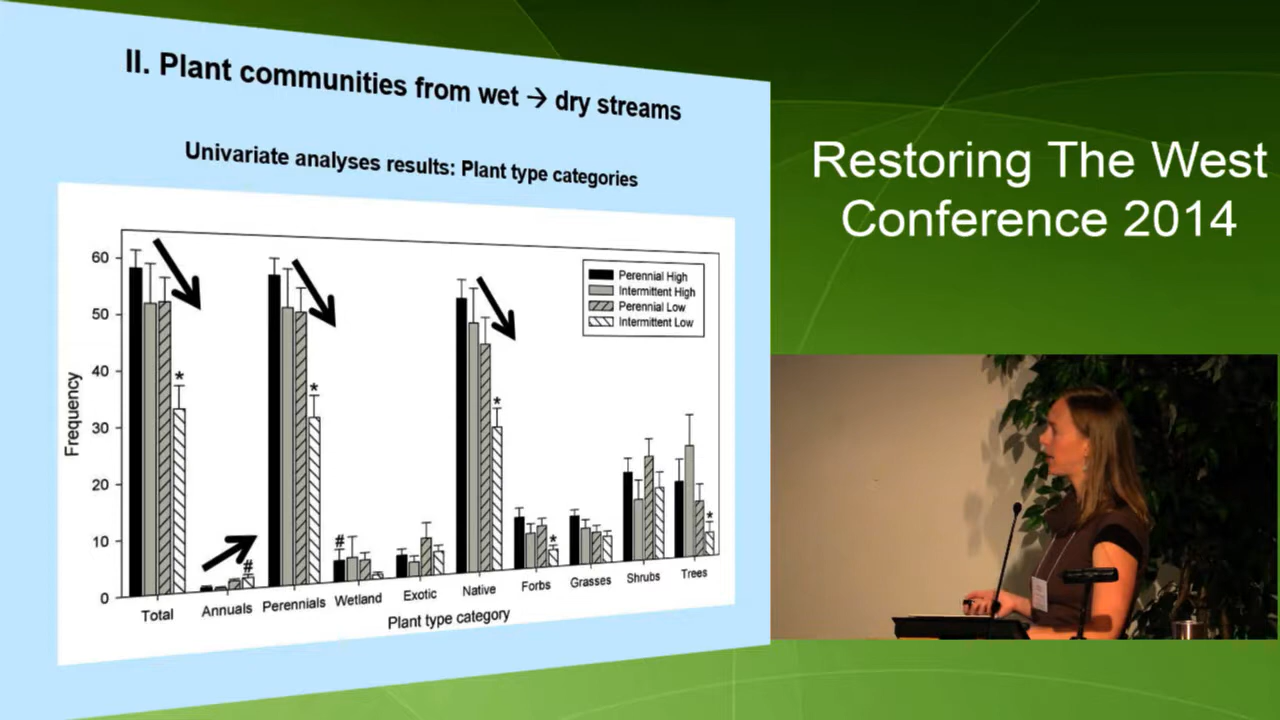 II. Plant communities from wet → dry streams
Univariate analyses results: Plant type categories
60
50
40
30
20
10
0
Frequency
Perennial High
Intermittent High
Perennial Low
Intermittent Low
*
#
*
#
*
*
*
Total
Annuals
Perennials
Wetland
Exotic
Native
Forbs
Grasses
Shrubs
Trees
Plant type category
Restoring The West
Conference 2014